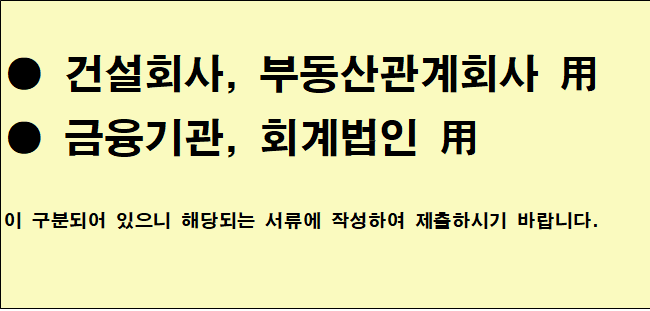 ● 건설회사, 부동산관계회사 用
● 금융기관, 회계법인 用
이 구분되어 있으니 해당되는 서류에 작성하여 제출하시기 바랍니다.